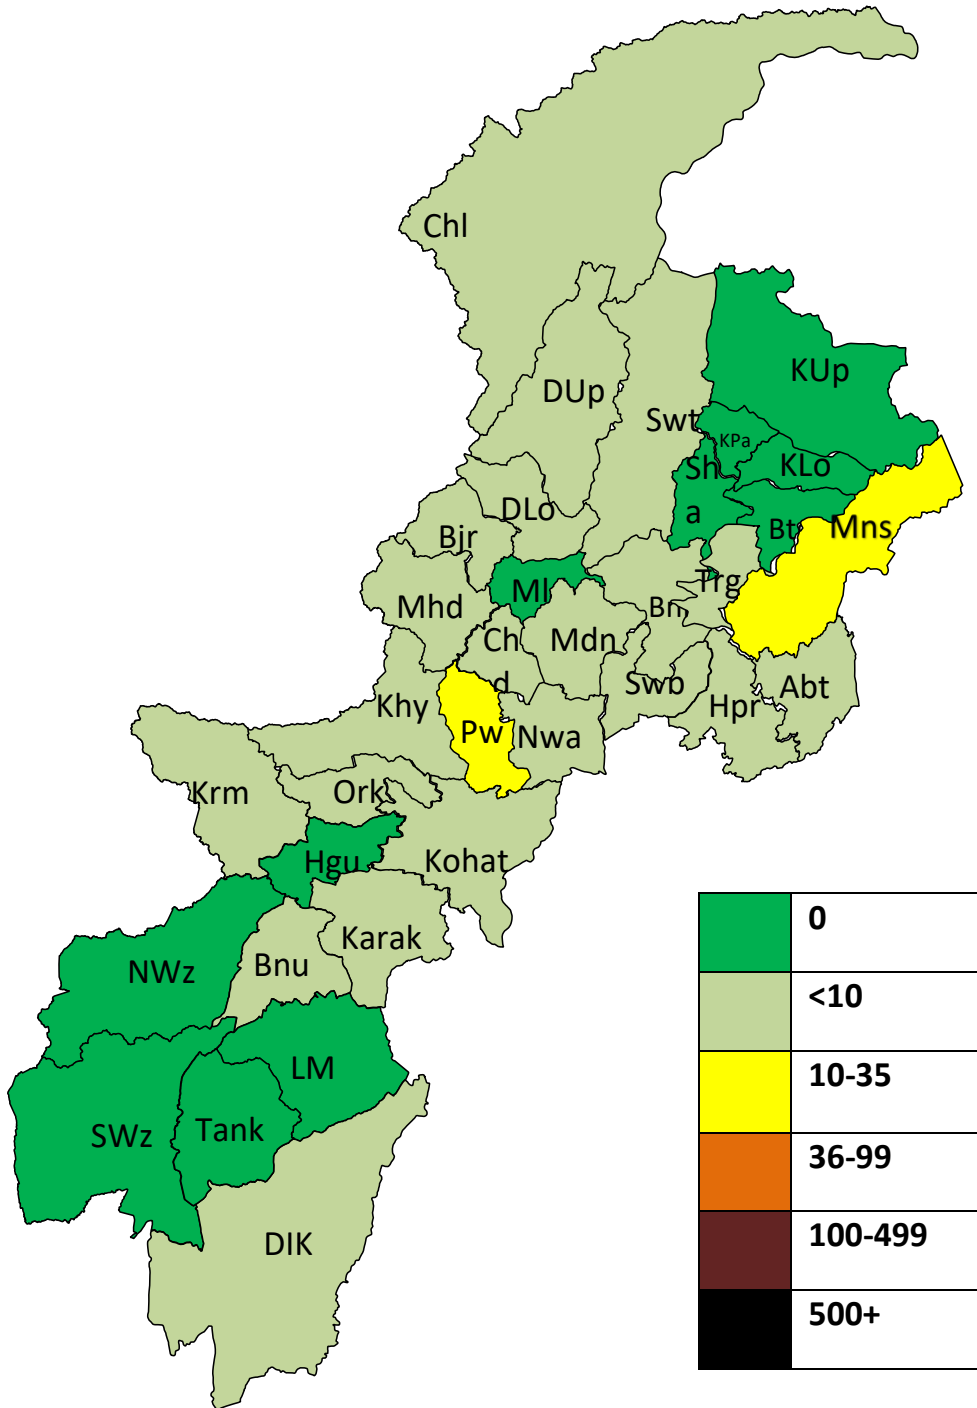 Chl
DUp
KUp
Swt
KPa
Sh
a
KLo
DLo
Bjr
Bt
Mns
Ml
Trg
Mhd
Bn
Ch
d
Mdn
Swb
Abt
Khy
Hpr
Pw
Nwa
Krm
Ork
Hgu
Kohat
Karak
Bnu
NWz
LM
SWz
Tank
DIK
0
<10
10-35
36-99
100-499
500+